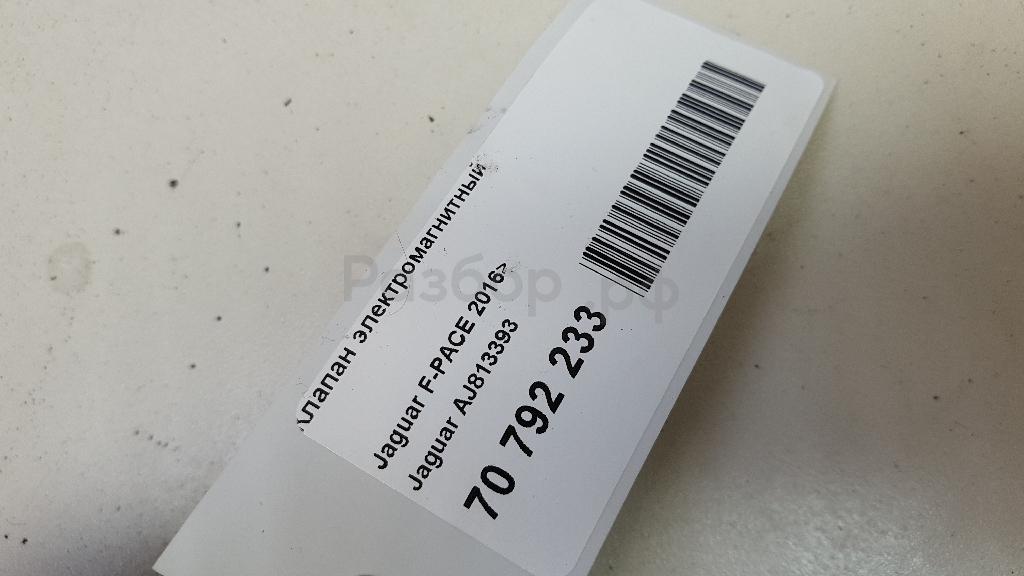 Клапан электромагнитный
Jaguar F-PACE 2016>
Jaguar AJ813393
70 792 233
Разбор.рф